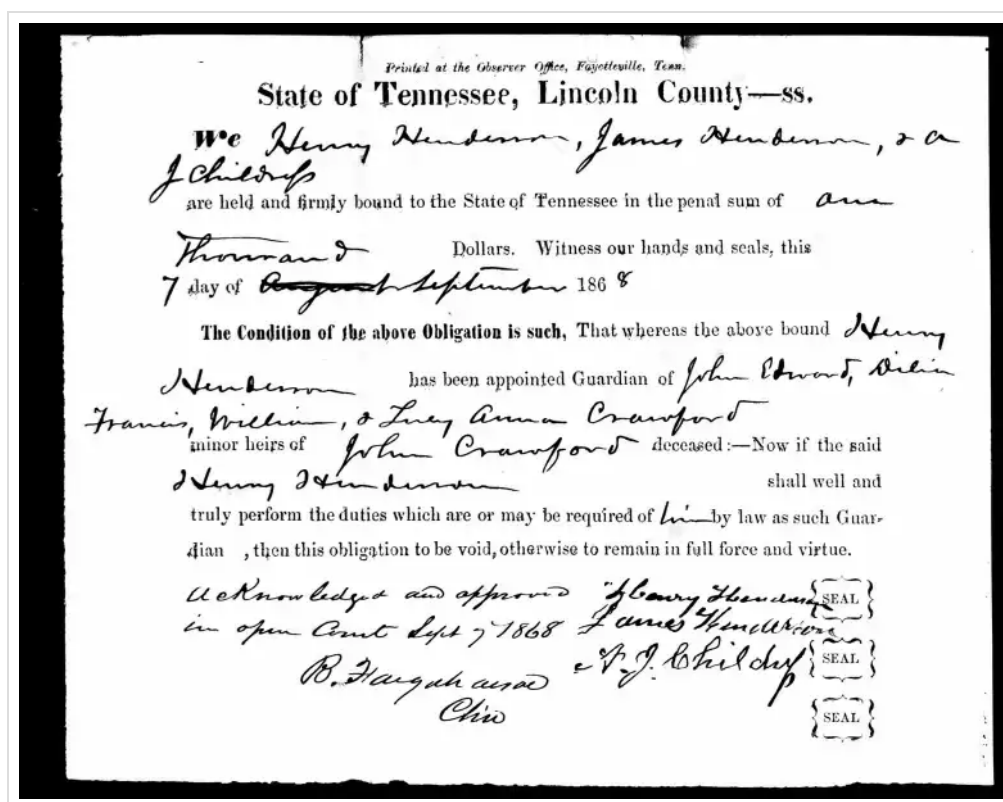 Printed at the Observer Office, Fayetteville, Tenn.
State of Tennessee, Lincoln County—ss.
We Henry Henderson, James Henderson, & A
J Childress
are held and firmly bound to the State of Tennessee in the penal sum of One
Thousand Dollars. Witness our hands and seals, this
7 day of August September 1868
The Condition of the above Obligation is such, That whereas the above bound Henry
Henderson has been appointed Guardian of John Edward, Dilia
Francis, William, & Lucy Anna Crawford
minor heirs of John Crawford deceased:—Now if the said
Henry Henderson shall well and
truly perform the duties which are or may be required of him by law as such Guar-
dian , then this obligation to be void, otherwise to remain in full force and virtue.
Acknowledged and approved Henry Henderson SEAL
in open Court Sept 7 1868 James Henderson
A. J. Childress SEAL
B.
SEAL